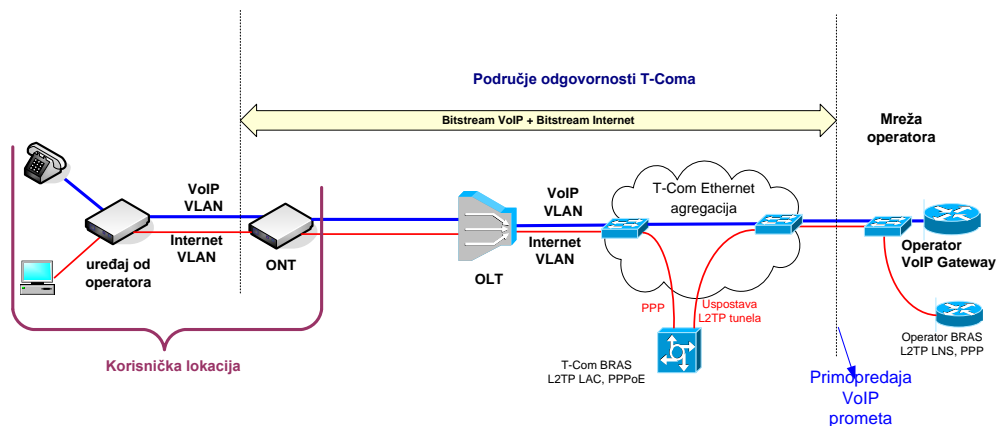 Područje odgovornosti T-Coma
Bitstream VoIP + Bitstream Internet
Mreža
operatora
VoIP
VLAN
Internet
VLAN
uređaj od
operatora
ONT
Korisnička lokacija
OLT
VoIP
VLAN
Internet
VLAN
T-Com Ethernet
agregacija
PPP
Uspostava
L2TP tunela
T-Com BRAS
L2TP LAC, PPPoE
Operator
VoIP Gateway
Operator BRAS
L2TP LNS, PPP
Primopredaja
VoIP
prometa